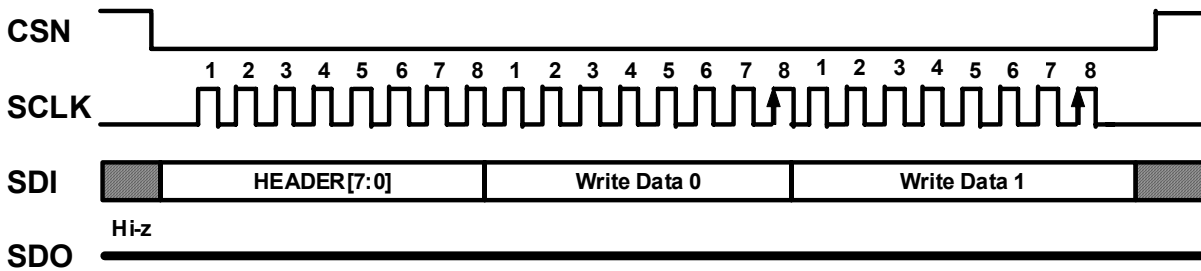 CSN
1 2 3 4 5 6 7 8 1 2 3 4 5 6 7 8 1 2 3 4 5 6 7 8
SCLK
SDI HEADER[7:0] Write Data 0 Write Data 1
Hi-z
SDO